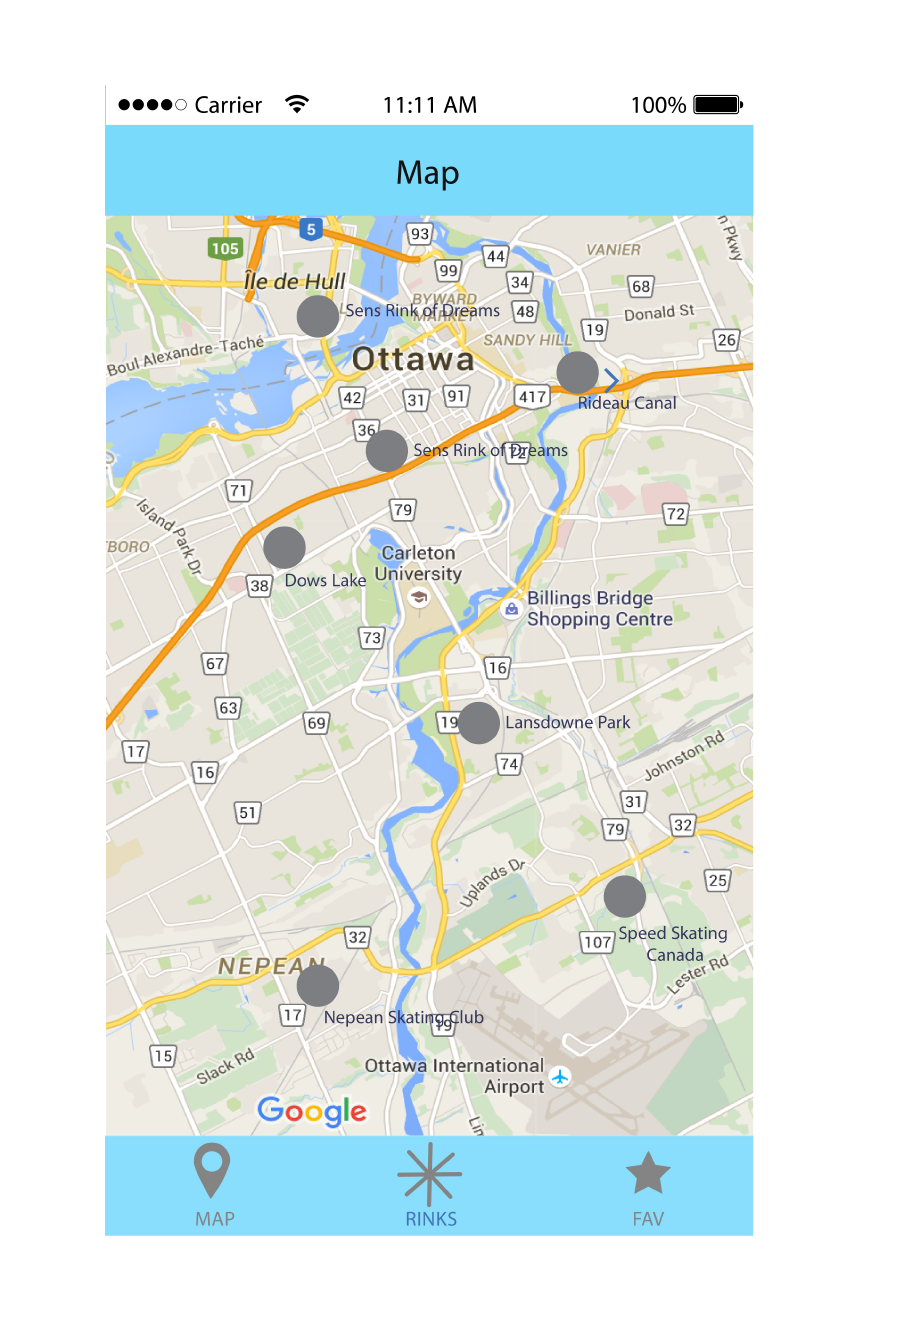 Carrier 11:11 AM 100%
Map
5
93
105
44
VANIER
n Pkwy
99
34
Île de Hull
68
BYWARD
MARKET
48
Sens Rink of Dreams
Donald St
19
SANDY HILL
26
Boul Alexandre-Taché
Ottawa
42
31
91
417
Rideau Canal
36
Sens Rink of Dreams
72
71
79
72
Island Park Dr
BORO
Carleton
University
Dows Lake
38
Billings Bridge
Shopping Centre
73
67
16
63
69
19
Lansdowne Park
17
16
74
Johnston Rd
51
31
79
32
Uplands Dr
25
32
107
Speed Skating
Canada
NEPEAN
Lester Rd
17
Nepean Skating Club
19
15
Slack Rd
Ottawa International
Airport
Google
Lim
MAP RINKS FAV